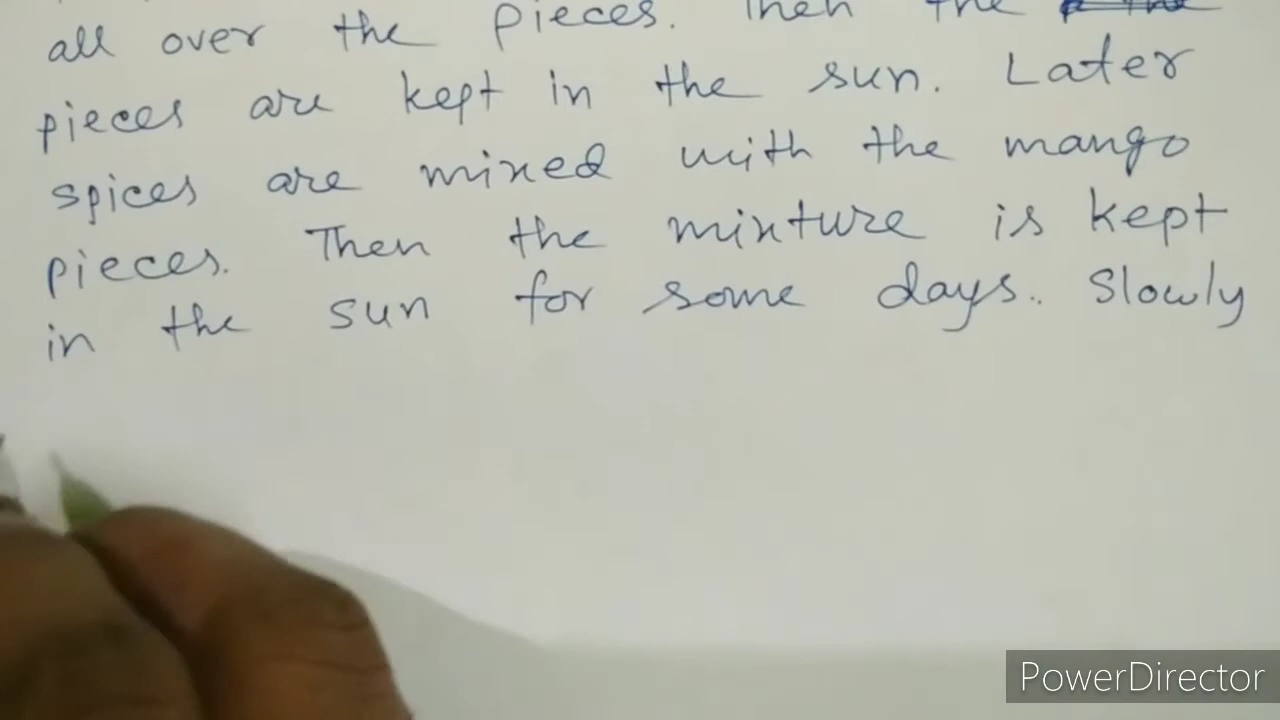 all over the pieces. Then the
pieces are kept in the sun. Later
spices are mixed with the mango
pieces. Then the mixture is kept
in the sun for some days.. Slowly
PowerDirector